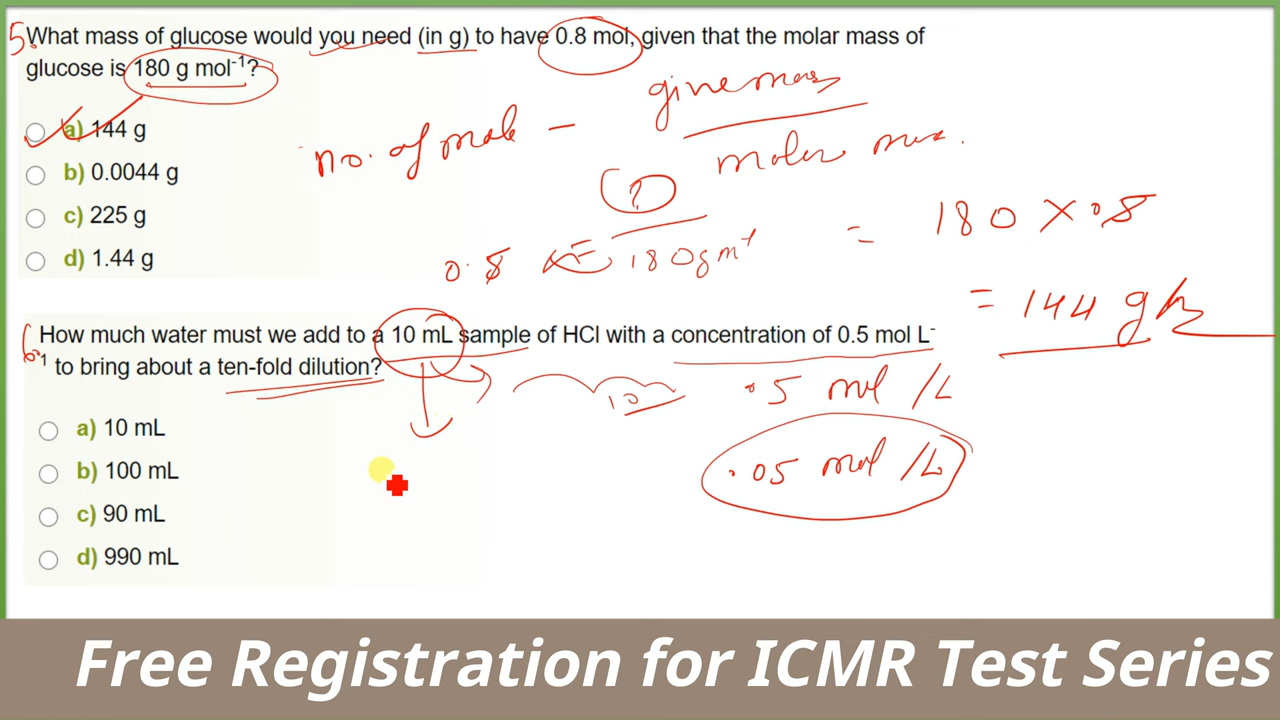 5. What mass of glucose would you need (in g) to have 0.8 mol, given that the molar mass of
glucose is 180 g mol⁻¹?
a) 144 g
b) 0.0044 g
c) 225 g
d) 1.44 g
no. of mole =
given mass
molar mass.
?
0.8
180 g m⁻¹
= 180 × .8
= 144 g
6. How much water must we add to a 10 mL sample of HCl with a concentration of 0.5 mol L⁻
¹ to bring about a ten-fold dilution?
10
.5 mol /L
.05 mol /L
a) 10 mL
b) 100 mL
c) 90 mL
d) 990 mL
Free Registration for ICMR Test Series